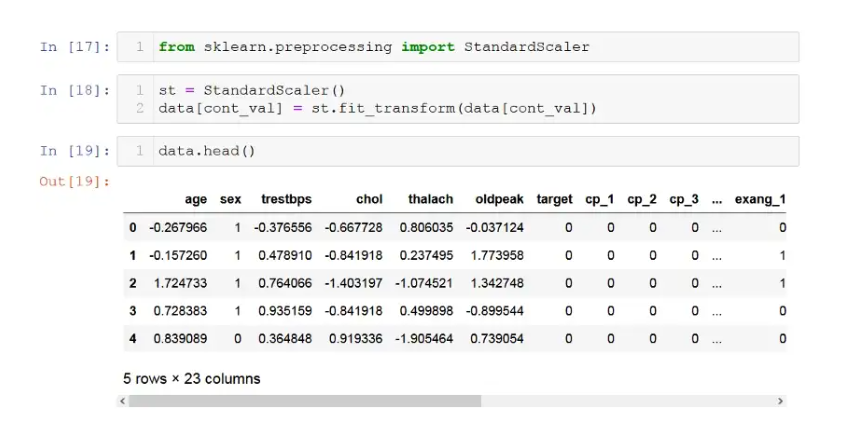 In [17]: 1 from sklearn.preprocessing import StandardScaler
In [18]: 1 st = StandardScaler()
2 data[cont_val] = st.fit_transform(data[cont_val])
In [19]: 1 data.head()
Out[19]:
age sex trestbps chol thalach oldpeak target cp_1 cp_2 cp_3 ... exang_1
0 -0.267966 1 -0.376556 -0.667728 0.806035 -0.037124 0 0 0 0 ... 0
1 -0.157260 1 0.478910 -0.841918 0.237495 1.773958 0 0 0 0 ... 1
2 1.724733 1 0.764066 -1.403197 -1.074521 1.342748 0 0 0 0 ... 1
3 0.728383 1 0.935159 -0.841918 0.499898 -0.899544 0 0 0 0 ... 0
4 0.839089 0 0.364848 0.919336 -1.905464 0.739054 0 0 0 0 ... 0
5 rows × 23 columns